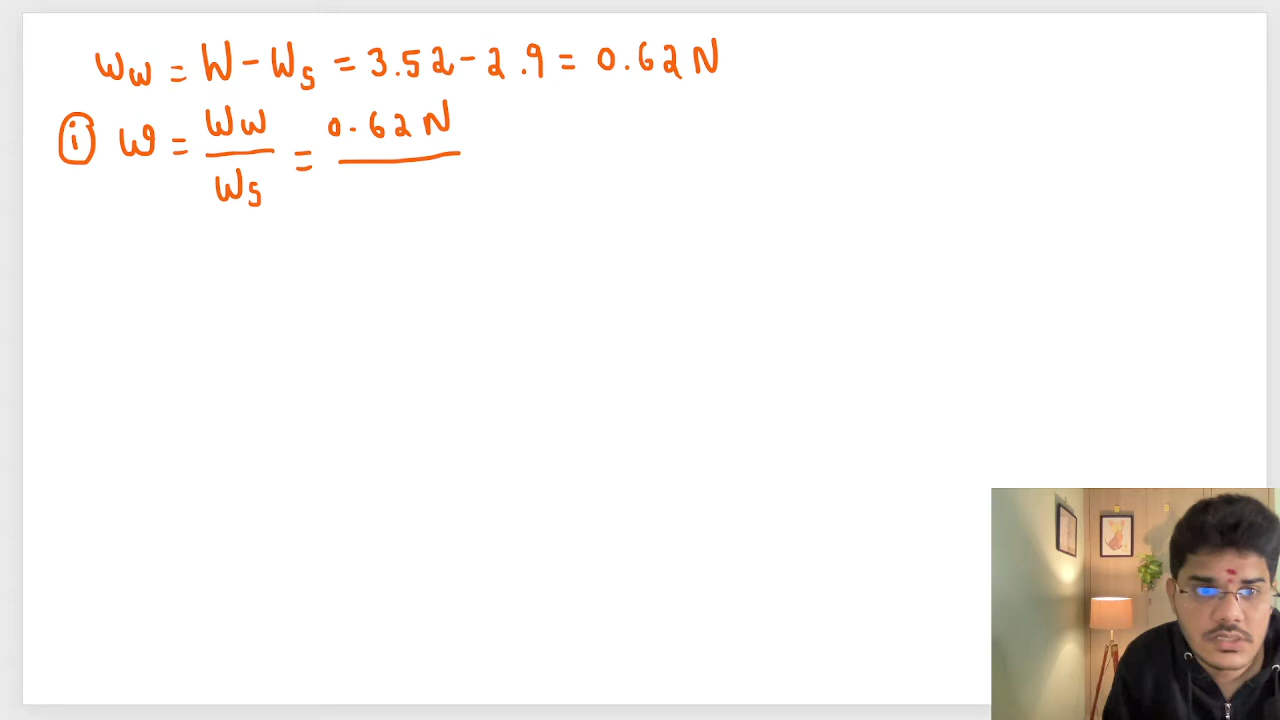 Ww = W - Ws = 3.52 - 2.9 = 0.62 N
i w = Ww / Ws = 0.62 N